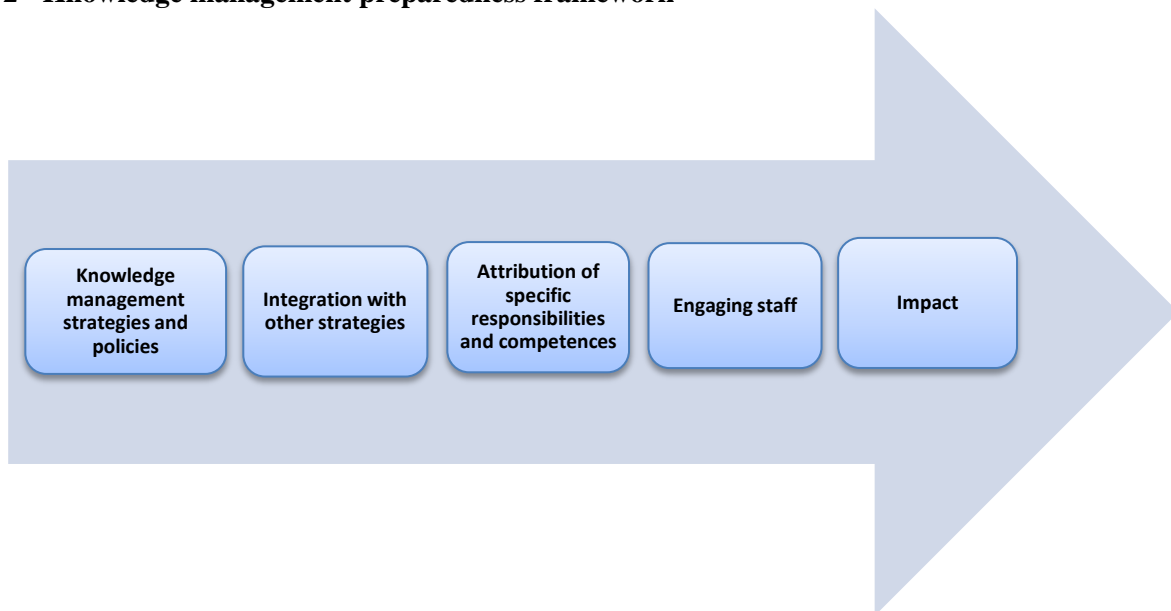 2 Knowledge management preparedness framework
Knowledge
management
strategies and
policies
Integration with
other strategies
Attribution of
specific
responsibilities
and competences
Engaging staff
Impact